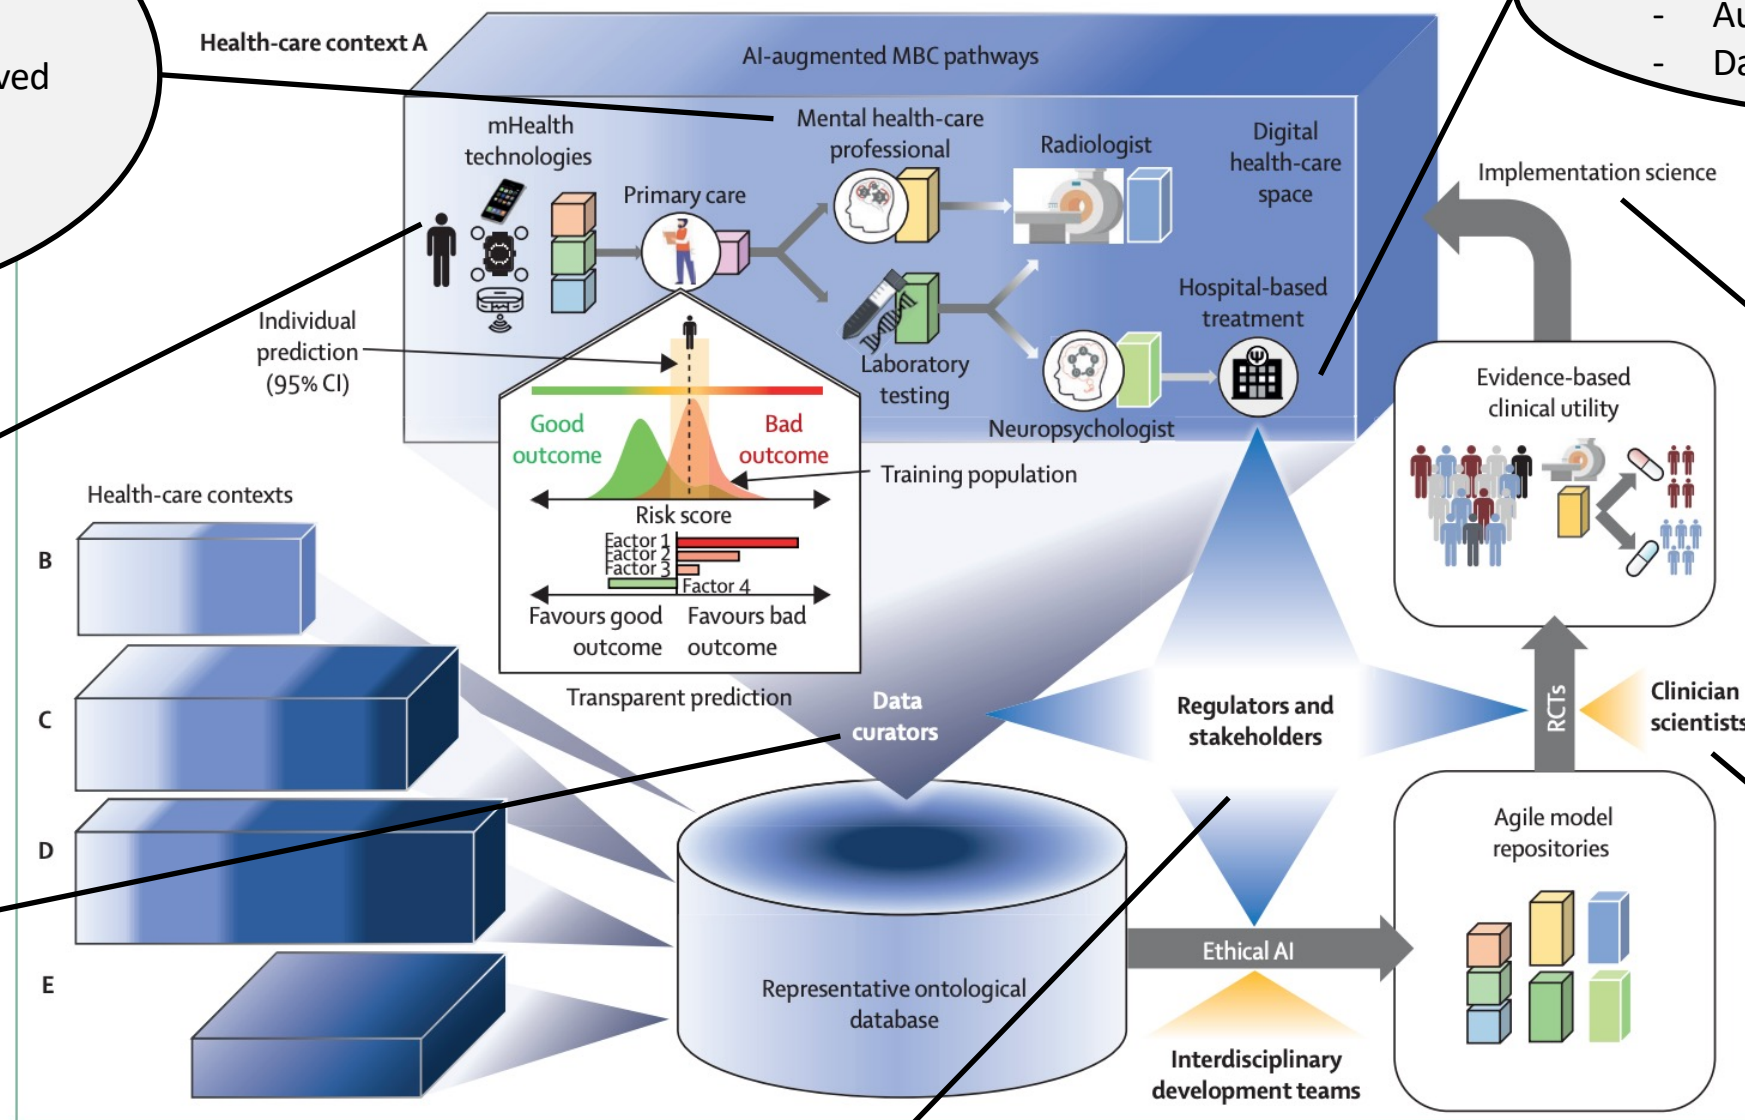 ved
- Au
- Da
Health-care context A
AI-augmented MBC pathways
mHealth
technologies
Primary care
Mental health-care
professional
Radiologist
Digital
health-care
space
Implementation science
Individual
prediction
(95% CI)
Laboratory
testing
Hospital-based
treatment
Neuropsychologist
Good
outcome
Bad
outcome
Training population
Risk score
Factor 1
Factor 2
Factor 3
Factor 4
Favours good
outcome
Favours bad
outcome
Transparent prediction
Evidence-based
clinical utility
Health-care contexts
B
C
D
E
Data
curators
Regulators and
stakeholders
RCTs
Clinician
scientists
Agile model
repositories
Ethical AI
Representative ontological
database
Interdisciplinary
development teams